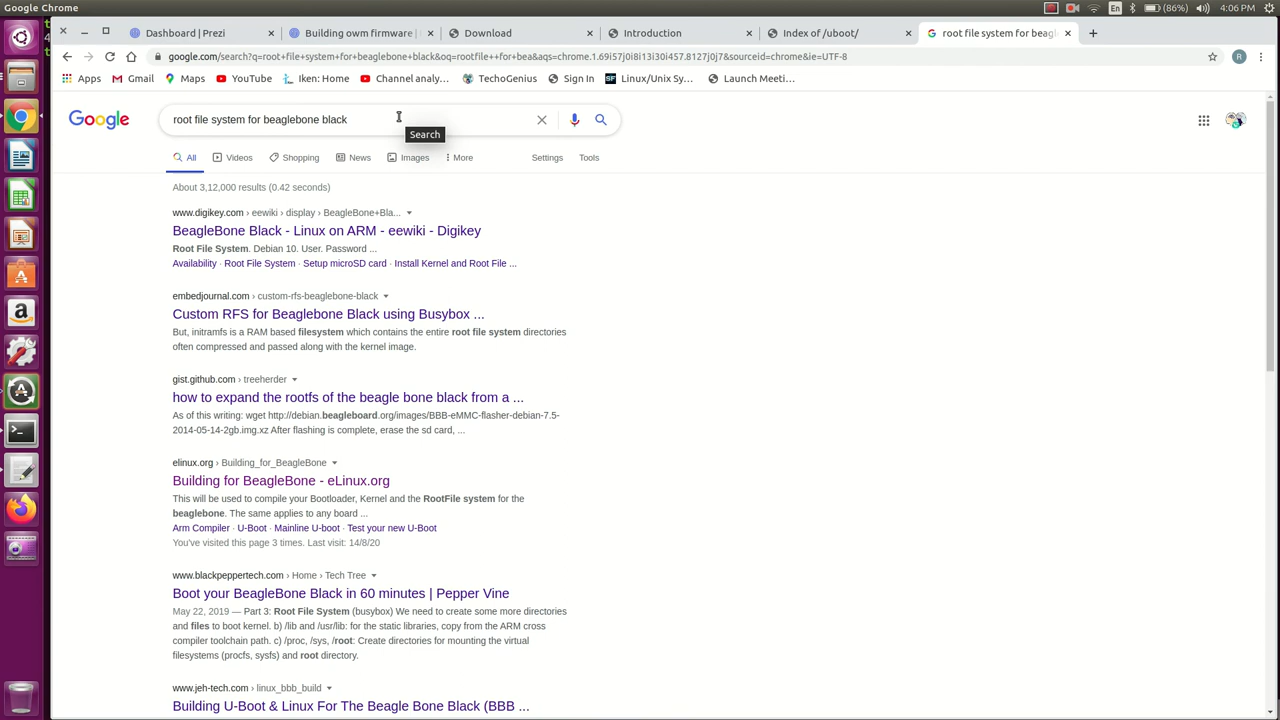 Google Chrome
En
(86%)
4:06 PM
Dashboard | Prezi
Building owm firmware |
Download
Introduction
Index of /uboot/
root file system for beagl
google.com/search?q=root+file+system+for+beaglebone+black&oq=rootfile++for+bea&aqs=chrome.1.69i57j0i8i13i30i457.8127j0j7&sourceid=chrome&ie=UTF-8
R
Apps
Gmail
Maps
YouTube
Iken: Home
Channel analy...
TechoGenius
Sign In
SF Linux/Unix Sy...
Launch Meeti...
Google
root file system for beaglebone black
Search
All
Videos
Shopping
News
Images
More
Settings
Tools
About 3,12,000 results (0.42 seconds)
www.digikey.com › eewiki › display › BeagleBone+Bla...
BeagleBone Black - Linux on ARM - eewiki - Digikey
Root File System. Debian 10. User. Password ...
Availability · Root File System · Setup microSD card · Install Kernel and Root File ...
embedjournal.com › custom-rfs-beaglebone-black
Custom RFS for Beaglebone Black using Busybox ...
But, initramfs is a RAM based filesystem which contains the entire root file system directories
often compressed and passed along with the kernel image.
gist.github.com › treeherder
how to expand the rootfs of the beagle bone black from a ...
As of this writing: wget http://debian.beagleboard.org/images/BBB-eMMC-flasher-debian-7.5-
2014-05-14-2gb.img.xz After flashing is complete, erase the sd card, ...
elinux.org › Building_for_BeagleBone
Building for BeagleBone - eLinux.org
This will be used to compile your Bootloader, Kernel and the RootFile system for the
beaglebone. The same applies to any board ...
Arm Compiler · U-Boot · Mainline U-boot · Test your new U-Boot
You've visited this page 3 times. Last visit: 14/8/20
www.blackpeppertech.com › Home › Tech Tree
Boot your BeagleBone Black in 60 minutes | Pepper Vine
May 22, 2019 — Part 3: Root File System (busybox) We need to create some more directories
and files to boot kernel. b) /lib and /usr/lib: for the static libraries, copy from the ARM cross
compiler toolchain path. c) /proc, /sys, /root: Create directories for mounting the virtual
filesystems (procfs, sysfs) and root directory.
www.jeh-tech.com › linux_bbb_build
Building U-Boot & Linux For The Beagle Bone Black (BBB ...